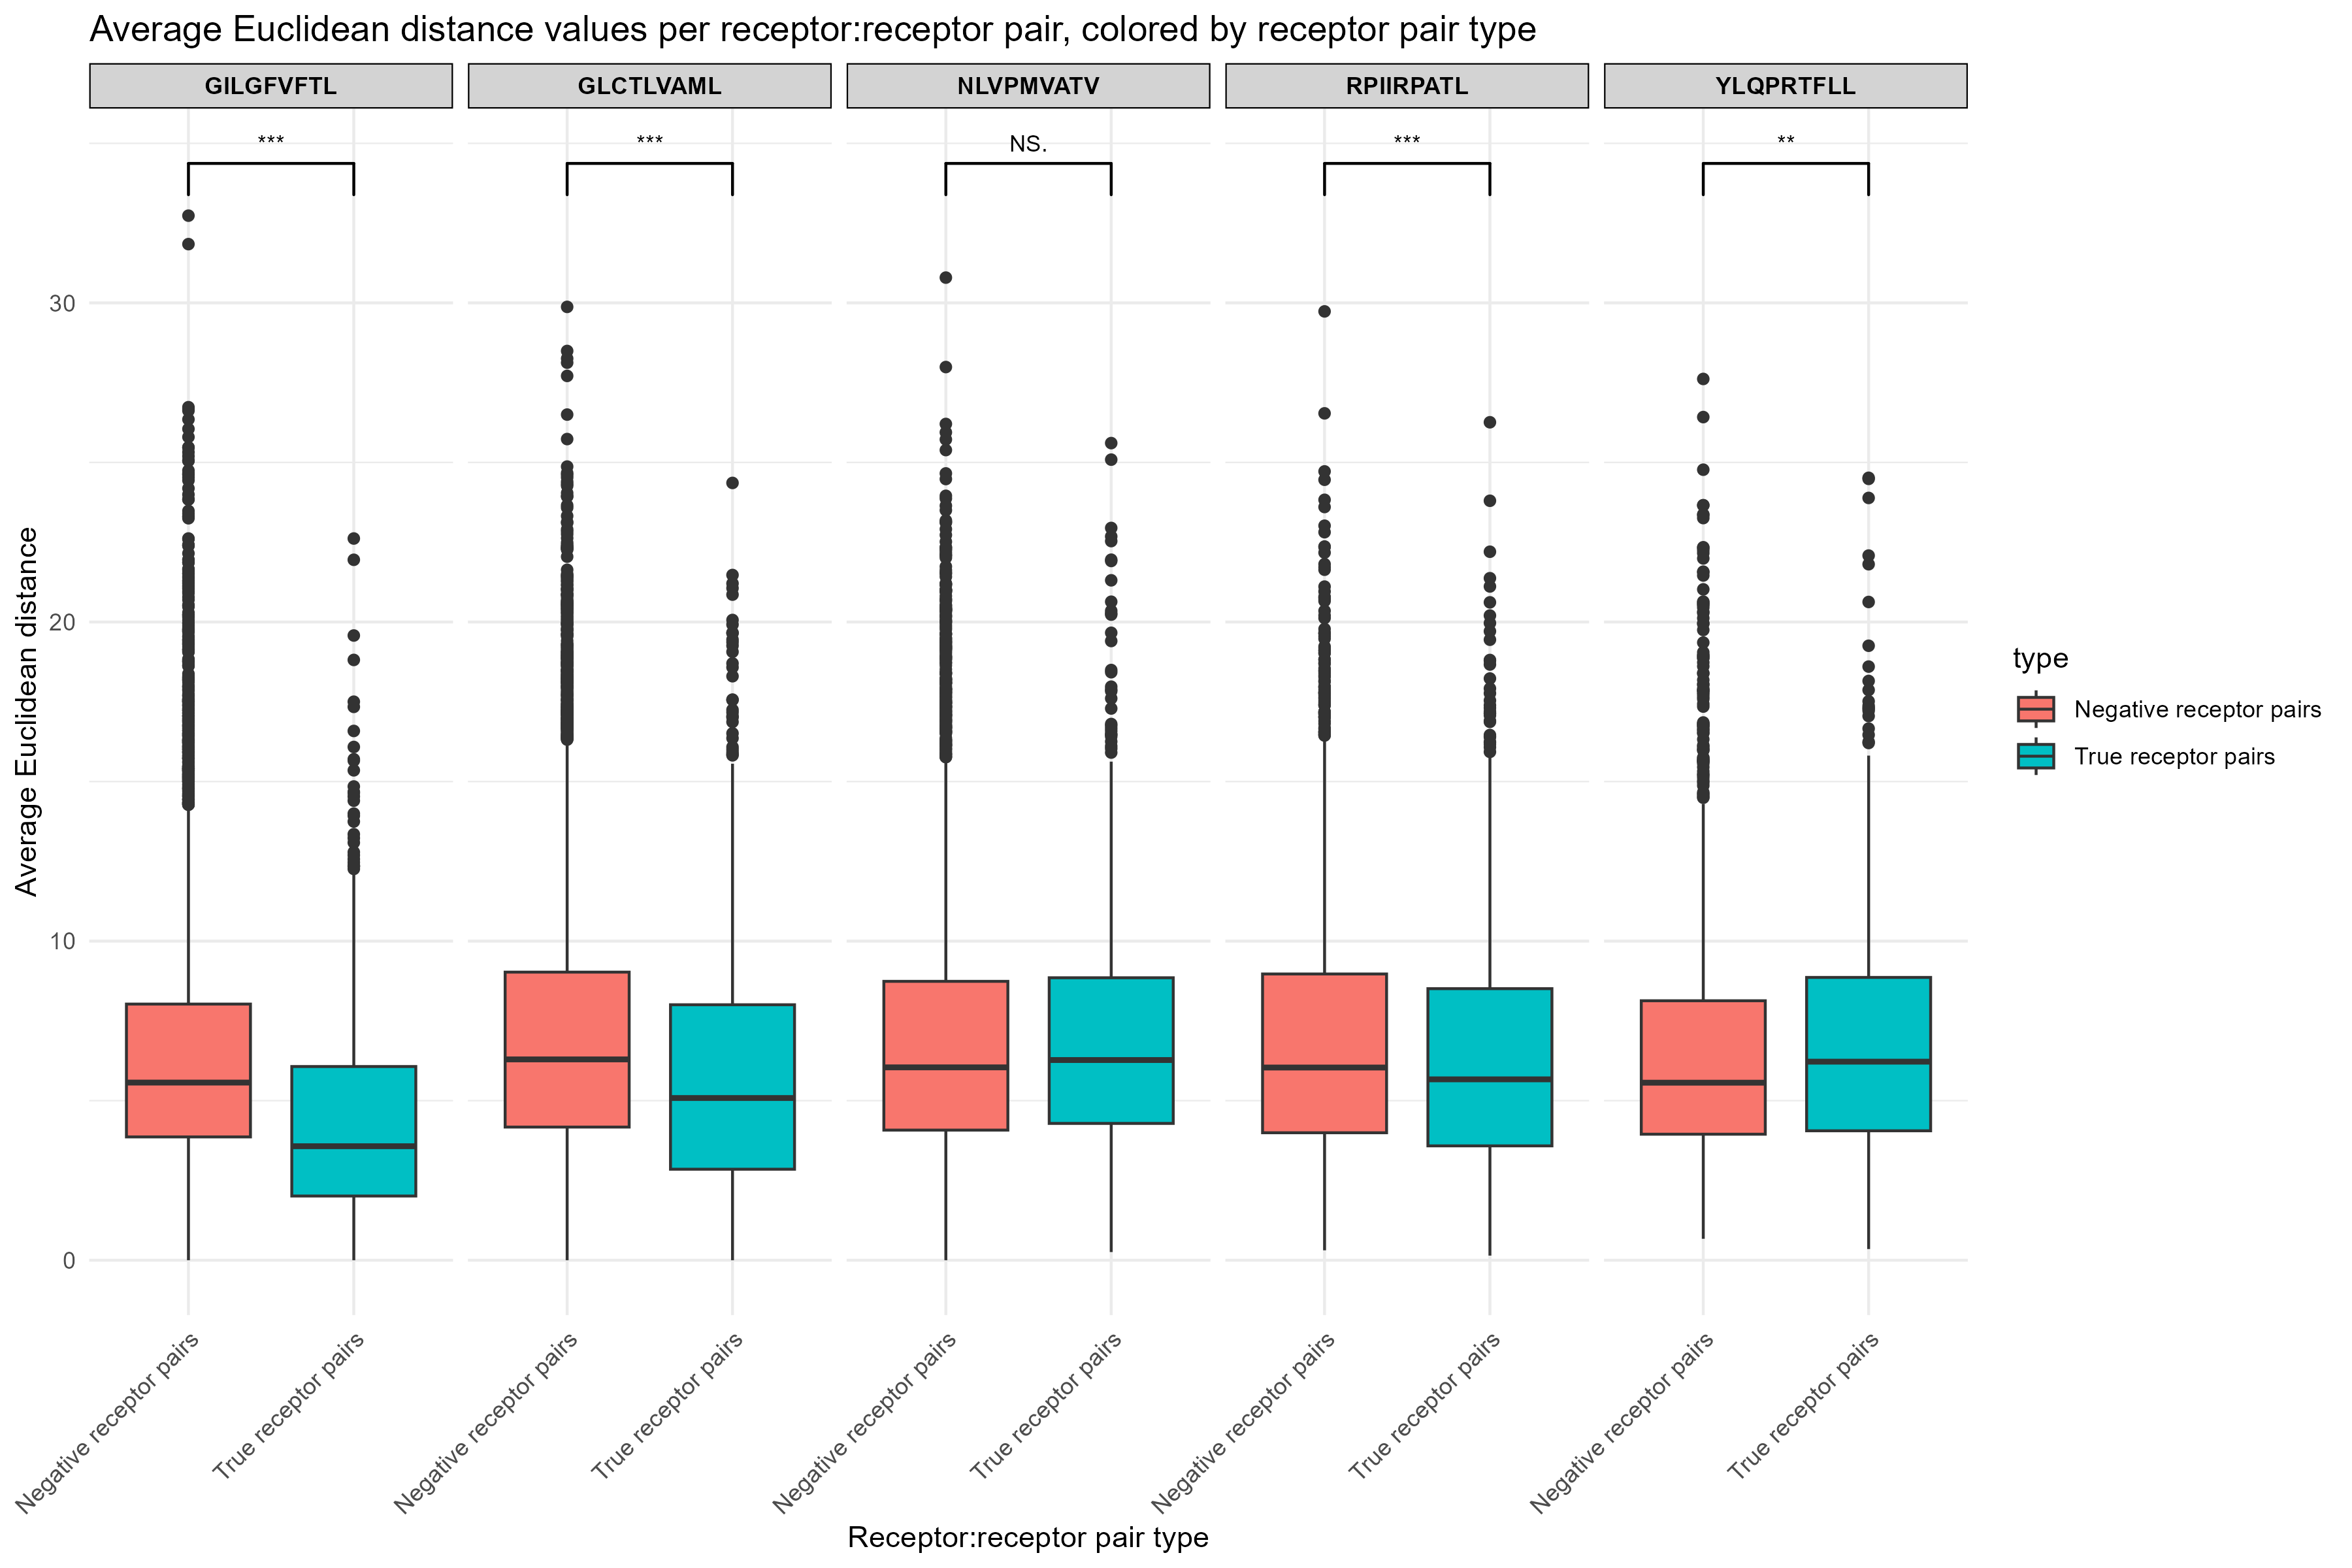 Average Euclidean distance values per receptor:receptor pair, colored by receptor pair type
GILGFVFTL
GLCTLVAML
NLVPMVATV
RPIIRPATL
YLQPRTFLL
***
***
NS.
***
**
Average Euclidean distance
30
20
10
0
type
Negative receptor pairs
True receptor pairs
Negative receptor pairs
True receptor pairs
Negative receptor pairs
True receptor pairs
Negative receptor pairs
True receptor pairs
Negative receptor pairs
True receptor pairs
Negative receptor pairs
True receptor pairs
Receptor:receptor pair type